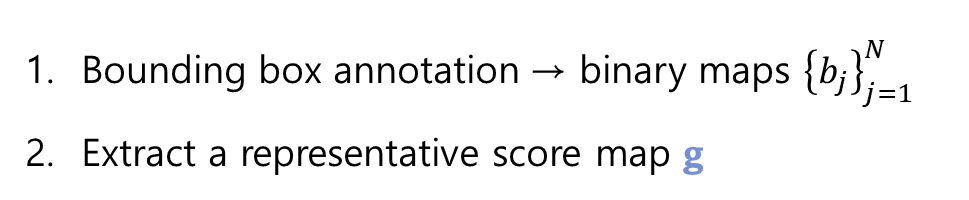 1. Bounding box annotation → binary maps $\{b_j\}_{j=1}^{N}$
2. Extract a representative score map g